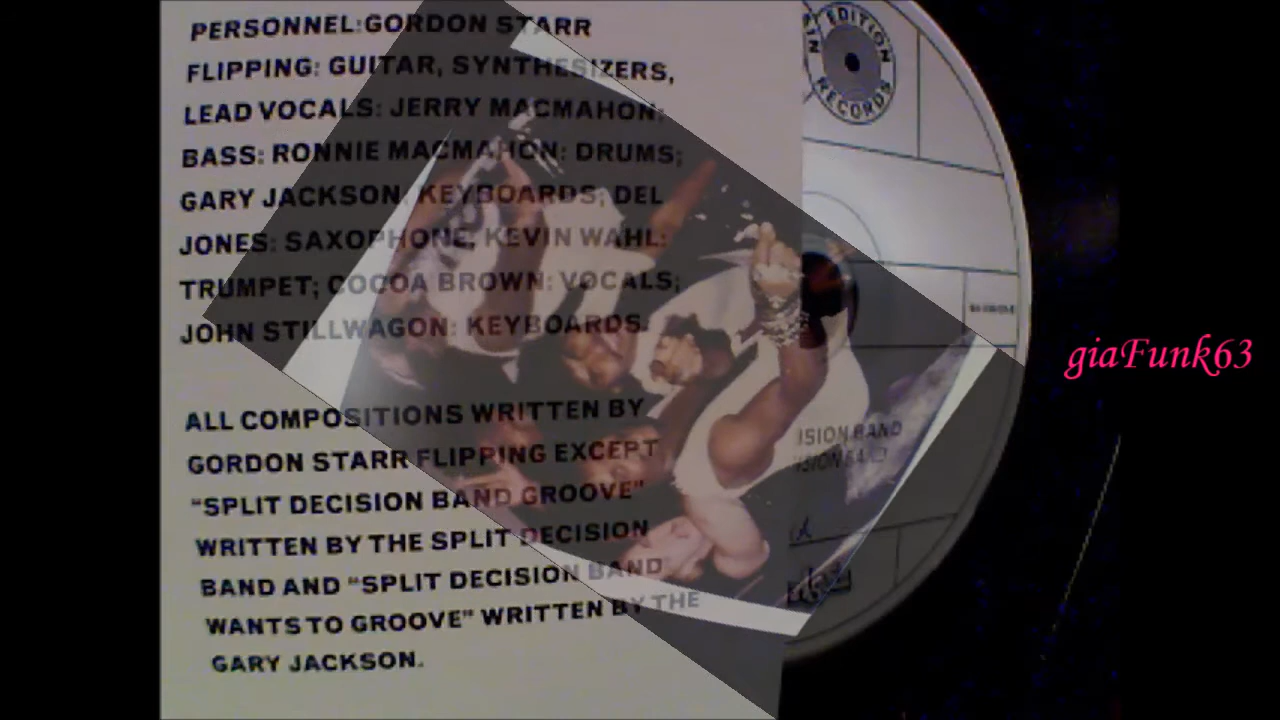 PERSONNEL:GORDON STARR
FLIPPING: GUITAR, SYNTHESIZERS,
LEAD VOCALS: JERRY MACMAHON:
BASS: RONNIE MACMAHON: DRUMS;
GARY JACKSON, KEYBOARDS; DEL
JONES: SAXOPHONE; KEVIN WAHL:
TRUMPET; COCOA BROWN: VOCALS;
JOHN STILLWAGON: KEYBOARDS.
ALL COMPOSITIONS WRITTEN BY
GORDON STARR FLIPPING EXCEPT
"SPLIT DECISION BAND GROOVE"
WRITTEN BY THE SPLIT DECISION
BAND AND "SPLIT DECISION BAND
WANTS TO GROOVE" WRITTEN BY THE
GARY JACKSON.
EDITION
RECORDS
ISION BAND
giaFunk63